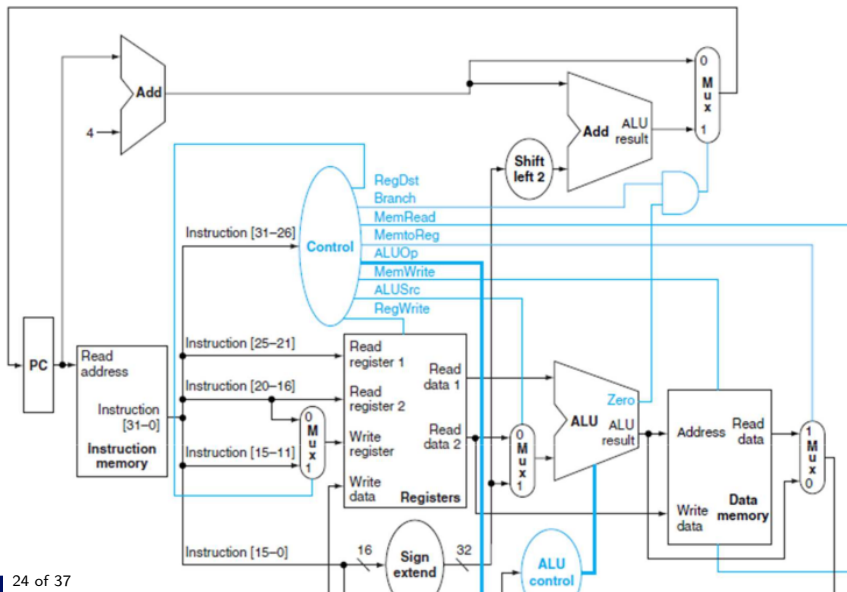 0
M
u
x
1
Add
4
Add
ALU
result
Shift
left 2
RegDst
Branch
MemRead
MemtoReg
ALUOp
MemWrite
ALUSrc
RegWrite
Control
Instruction [31–26]
PC
Read
address
Instruction
[31–0]
Instruction
memory
Instruction [25–21]
Instruction [20–16]
Instruction [15–11]
0
M
u
x
1
Read
register 1
Read
register 2
Write
register
Write
data
Read
data 1
Read
data 2
Registers
0
M
u
x
1
Zero
ALU
ALU
result
Address
Read
data
Write
data
Data
memory
1
M
u
x
0
Instruction [15–0]
16
Sign
extend
32
ALU
control
24 of 37